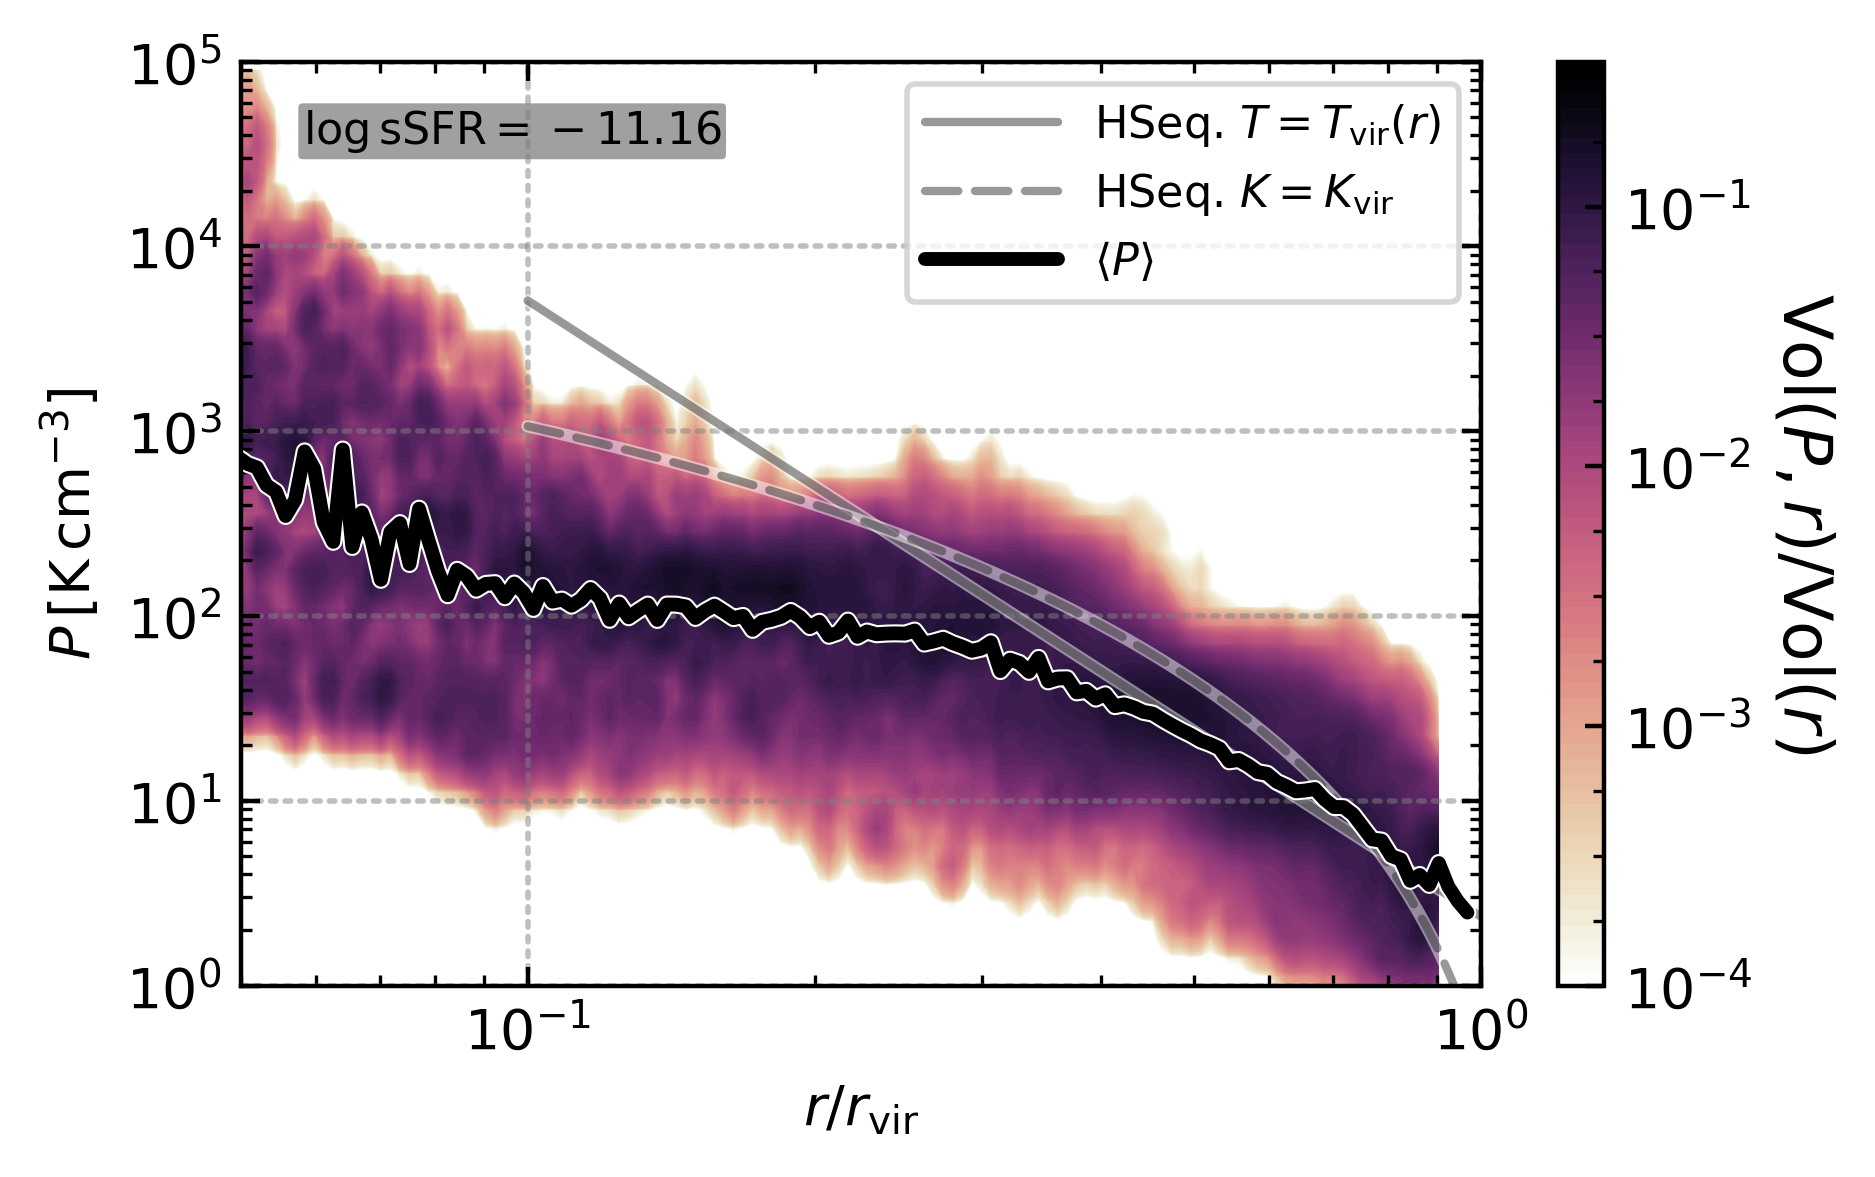 log sSFR = −11.16
HSeq. T = T_vir(r)
HSeq. K = K_vir
⟨P⟩
10^5
10^4
10^3
10^2
10^1
10^0
P [K cm^−3]
10^−1
10^0
r/r_vir
10^−1
10^−2
10^−3
10^−4
Vol(P, r)/Vol(r)